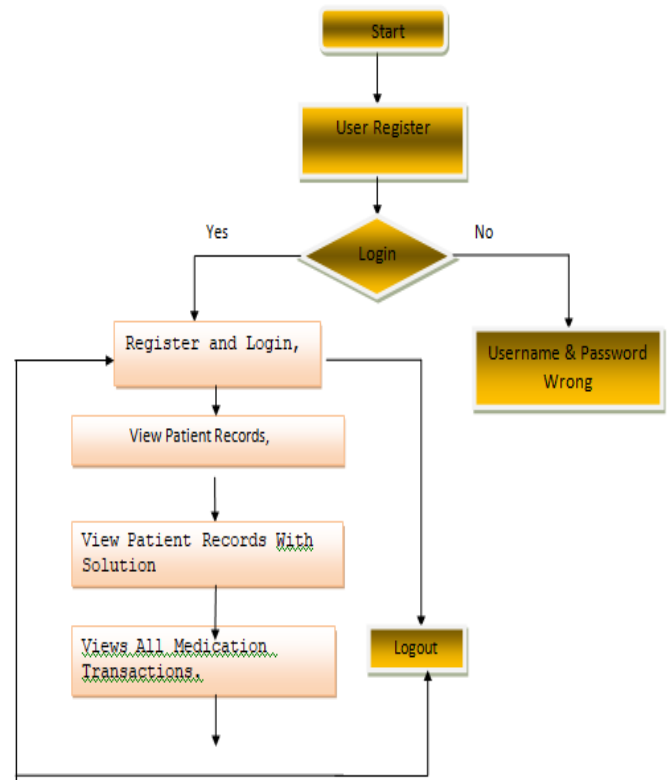 Start
User Register
Yes
No
Login
Register and Login,
Username & Password
Wrong
View Patient Records,
View Patient Records With
Solution
Views All Medication
Transactions.
Logout